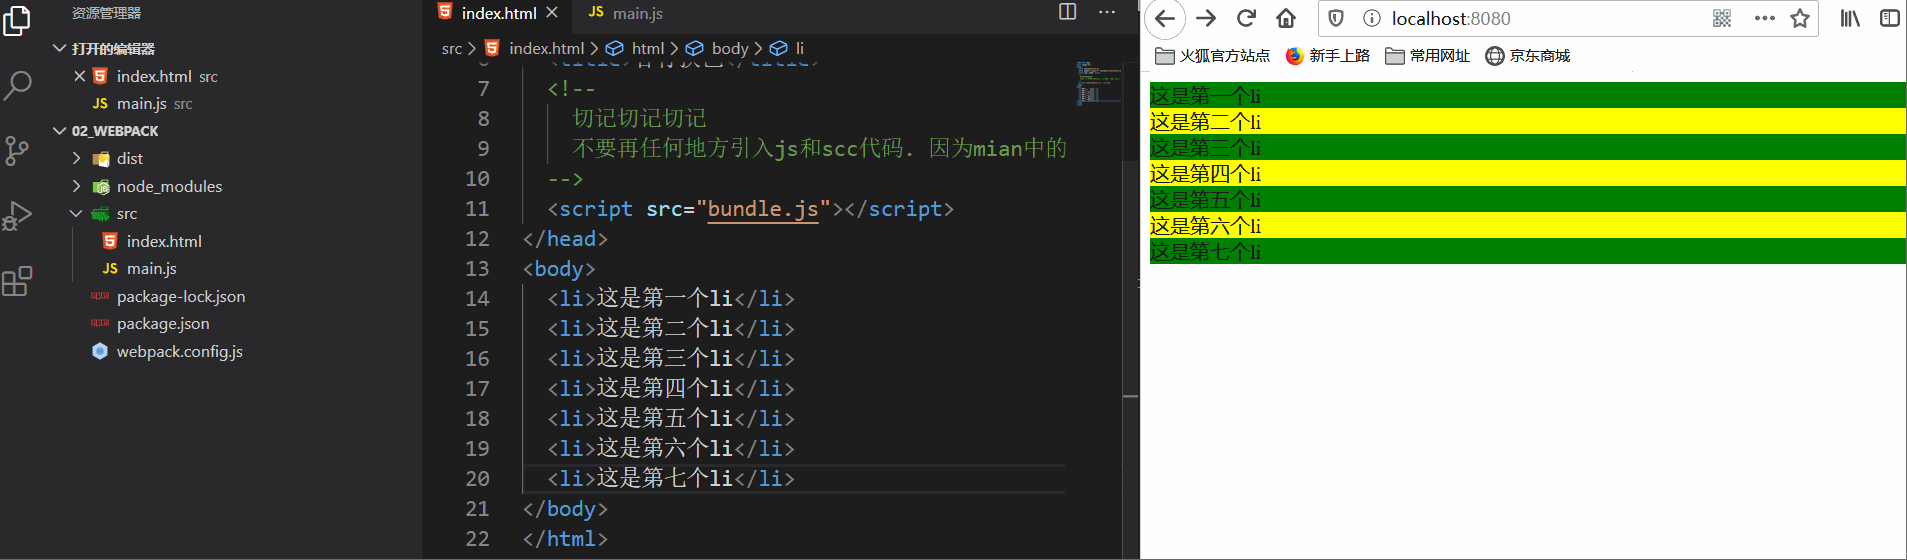 资源管理器
打开的编辑器
index.html src
main.js src
02_WEBPACK
dist
node_modules
src
index.html
main.js
package-lock.json
package.json
webpack.config.js
index.html
main.js
src > index.html > html > body > li
7 <!--
8 切记切记切记
9 不要再任何地方引入js和scc代码. 因为mian中的
10 -->
11 <script src="bundle.js"></script>
12 </head>
13 <body>
14 <li>这是第一个li</li>
15 <li>这是第二个li</li>
16 <li>这是第三个li</li>
17 <li>这是第四个li</li>
18 <li>这是第五个li</li>
19 <li>这是第六个li</li>
20 <li>这是第七个li</li>
21 </body>
22 </html>
localhost:8080
火狐官方站点 新手上路 常用网址 京东商城
这是第一个li
这是第二个li
这是第三个li
这是第四个li
这是第五个li
这是第六个li
这是第七个li